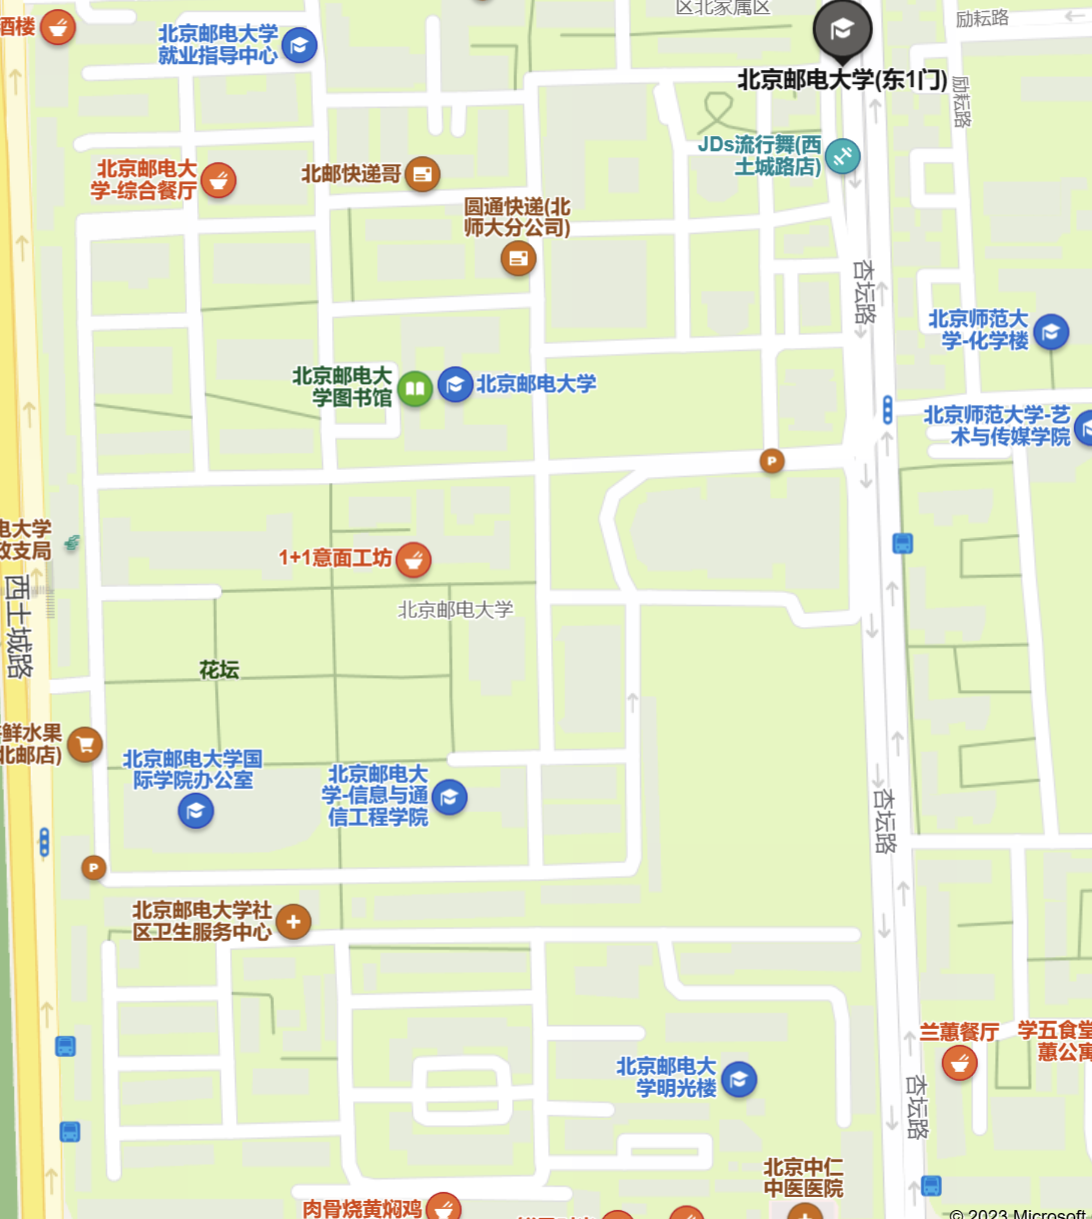 区北家属区
励耘路
酒楼
北京邮电大学
就业指导中心
北京邮电大学(东1门)
励耘路
JDs流行舞(西
土城路店)
北京邮电大
学-综合餐厅
北邮快递哥
圆通快递(北
师大分公司)
杏坛路
北京师范大
学-化学楼
北京邮电大
学图书馆
北京邮电大学
北京师范大学-艺
术与传媒学院
P
电大学
政支局
1+1意面工坊
西土城路
北京邮电大学
花坛
鲜水果
北邮店)
北京邮电大学国
际学院办公室
北京邮电大
学-信息与通
信工程学院
杏坛路
P
北京邮电大学社
区卫生服务中心
兰蕙餐厅
学五食堂
蕙公寓
北京邮电大
学明光楼
杏坛路
北京中仁
中医医院
肉骨烧黄焖鸡
© 2023 Microsoft